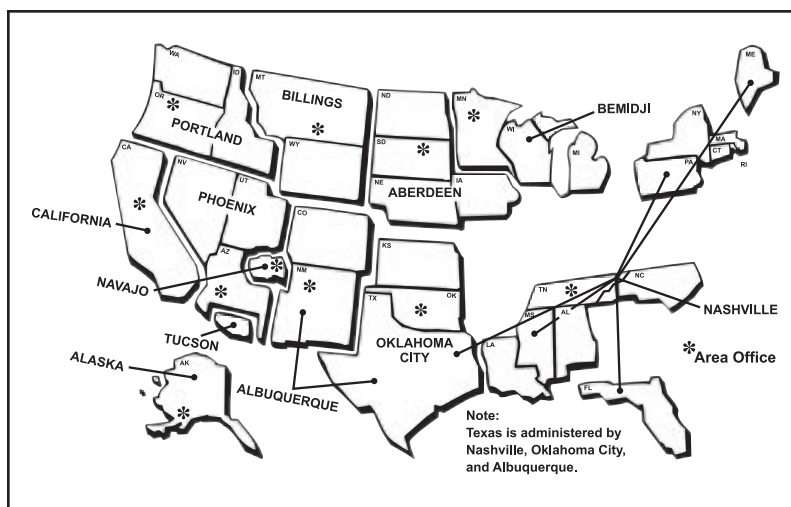 WA
ID
MT
ND
MN
ME
BILLINGS
OR
BEMIDJI
NY
WI
PORTLAND
SD
MA
WY
MI
CT
CA
PA
RI
NV
UT
NE
IA
ABERDEEN
PHOENIX
CO
CALIFORNIA
KS
AZ
NAVAJO
NM
TN
NC
TX
OK
NASHVILLE
MS
AL
TUCSON
OKLAHOMA
CITY
LA
ALASKA
AK
* Area Office
ALBUQUERQUE
FL
Note:
Texas is administered by
Nashville, Oklahoma City,
and Albuquerque.